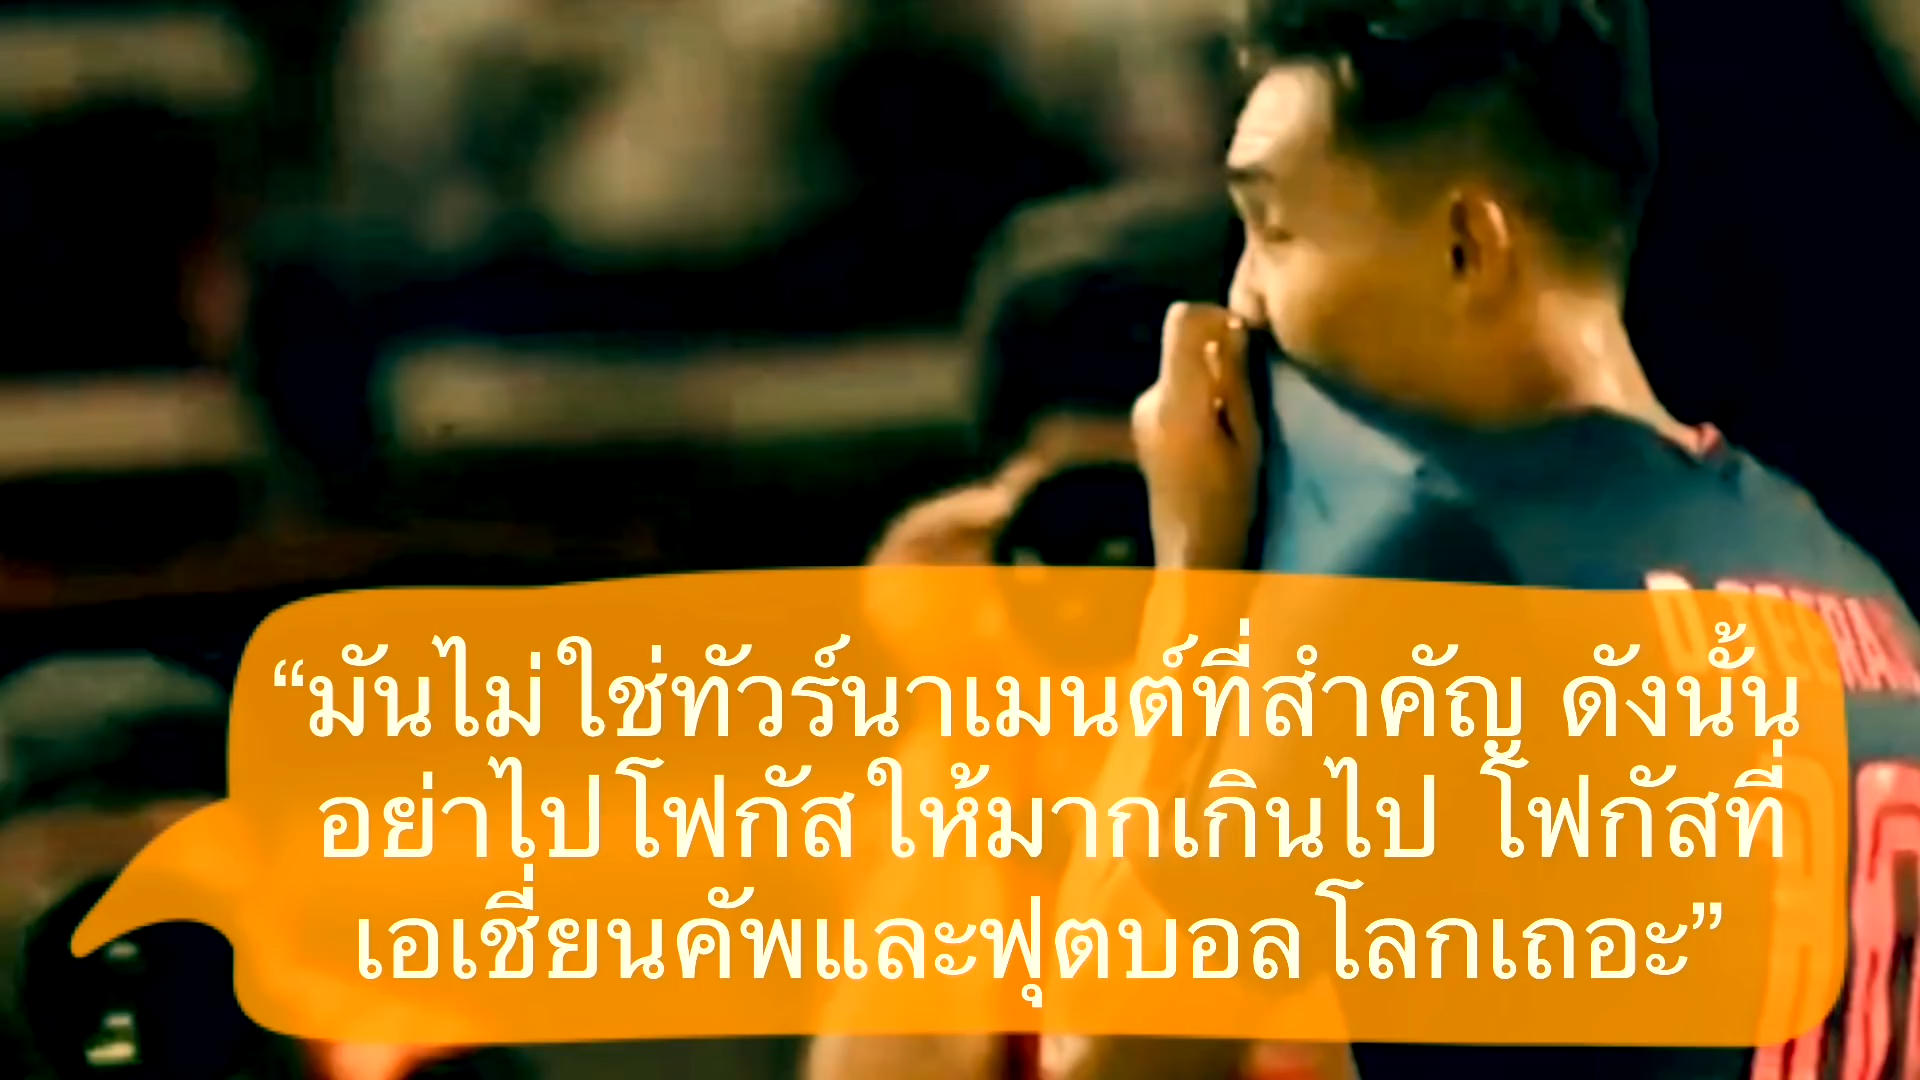 “มันไม่ใช่ทัวร์นาเมนต์ที่สำคัญ ดังนั้น
อย่าไปโฟกัสให้มากเกินไป โฟกัสที่
เอเชี่ยนคัพและฟุตบอลโลกเถอะ”